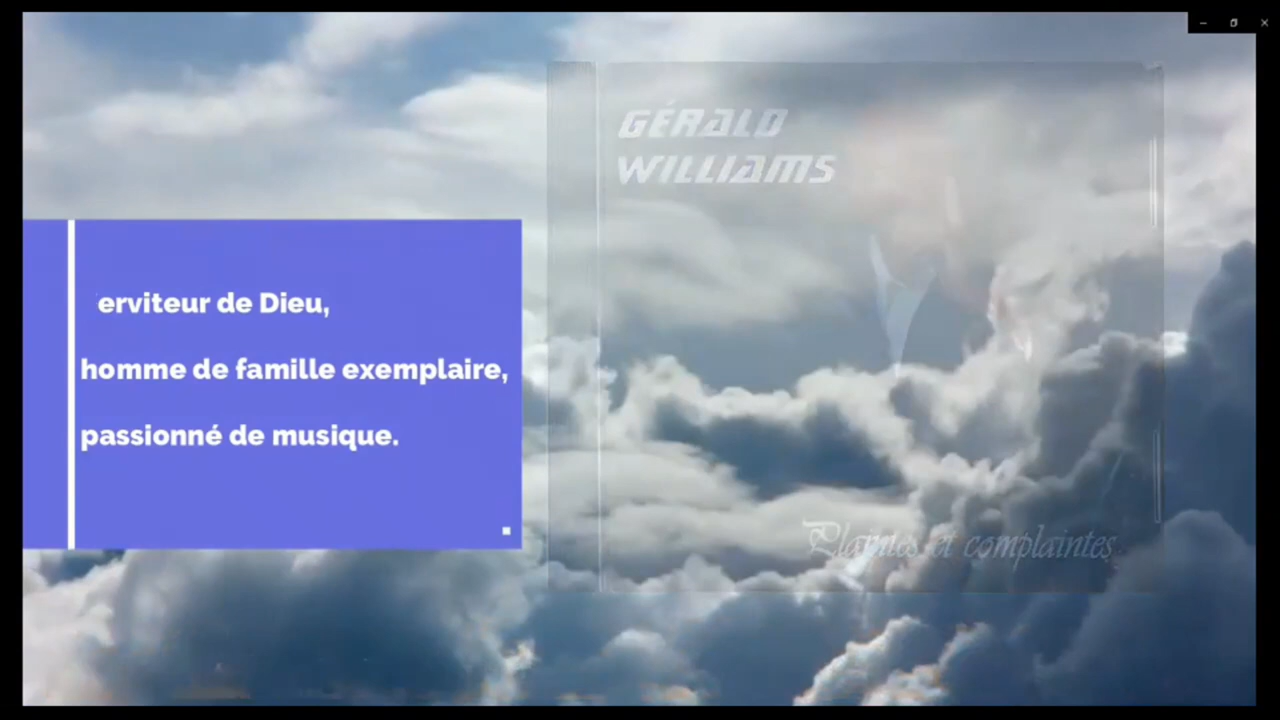 GÉRALD
WILLIAMS
erviteur de Dieu,
homme de famille exemplaire,
passionné de musique.
Plaintes et complaintes